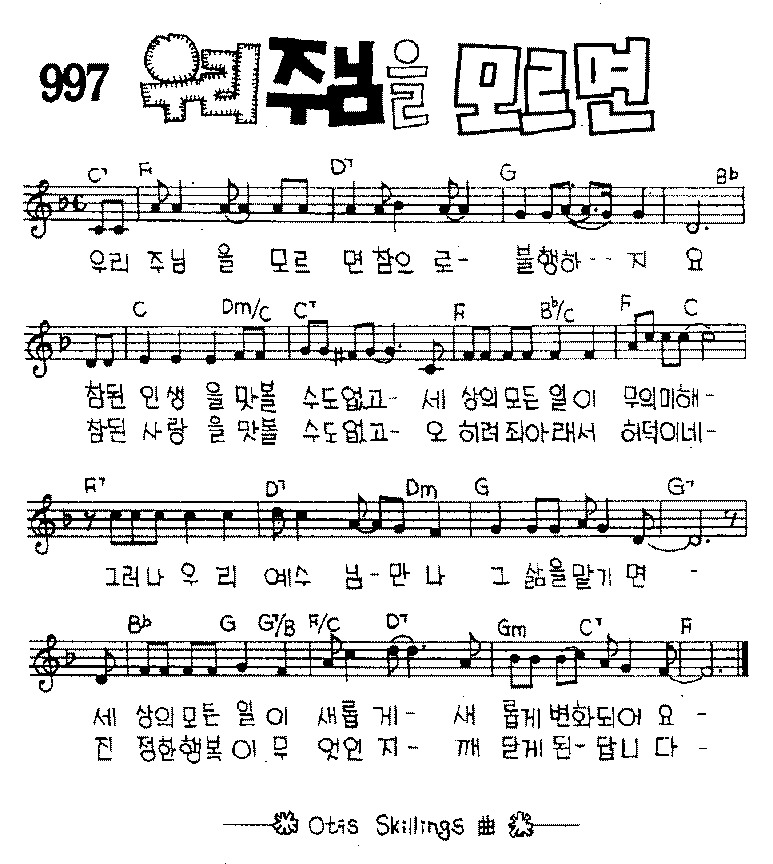 997 우리 주님을 모르면
C7 F D7 G Bb
우리 주님 을 모르 면 참으 로- 불행하-- 지 요
C Dm/C C7 F Bb/C F C
참된 인생 을 맛볼 수도없고- 세 상의 모든 일이 무의미해-
참된 사랑 을 맛볼 수도없고- 오 히려 죄아래서 허덕이네-
F7 D7 Dm G G7
그러나 우 리 예수 님-만 나 그 삶을맡기 면 -
Bb G G7/B F/C D7 Gm C7 F
세 상의 모든 일 이 새롭 게- 새 롭게 변화되어 요 -
진 정한행복이 무 엇인 지- 깨 닫게 된-답니 다 -
Otis Skillings 曲